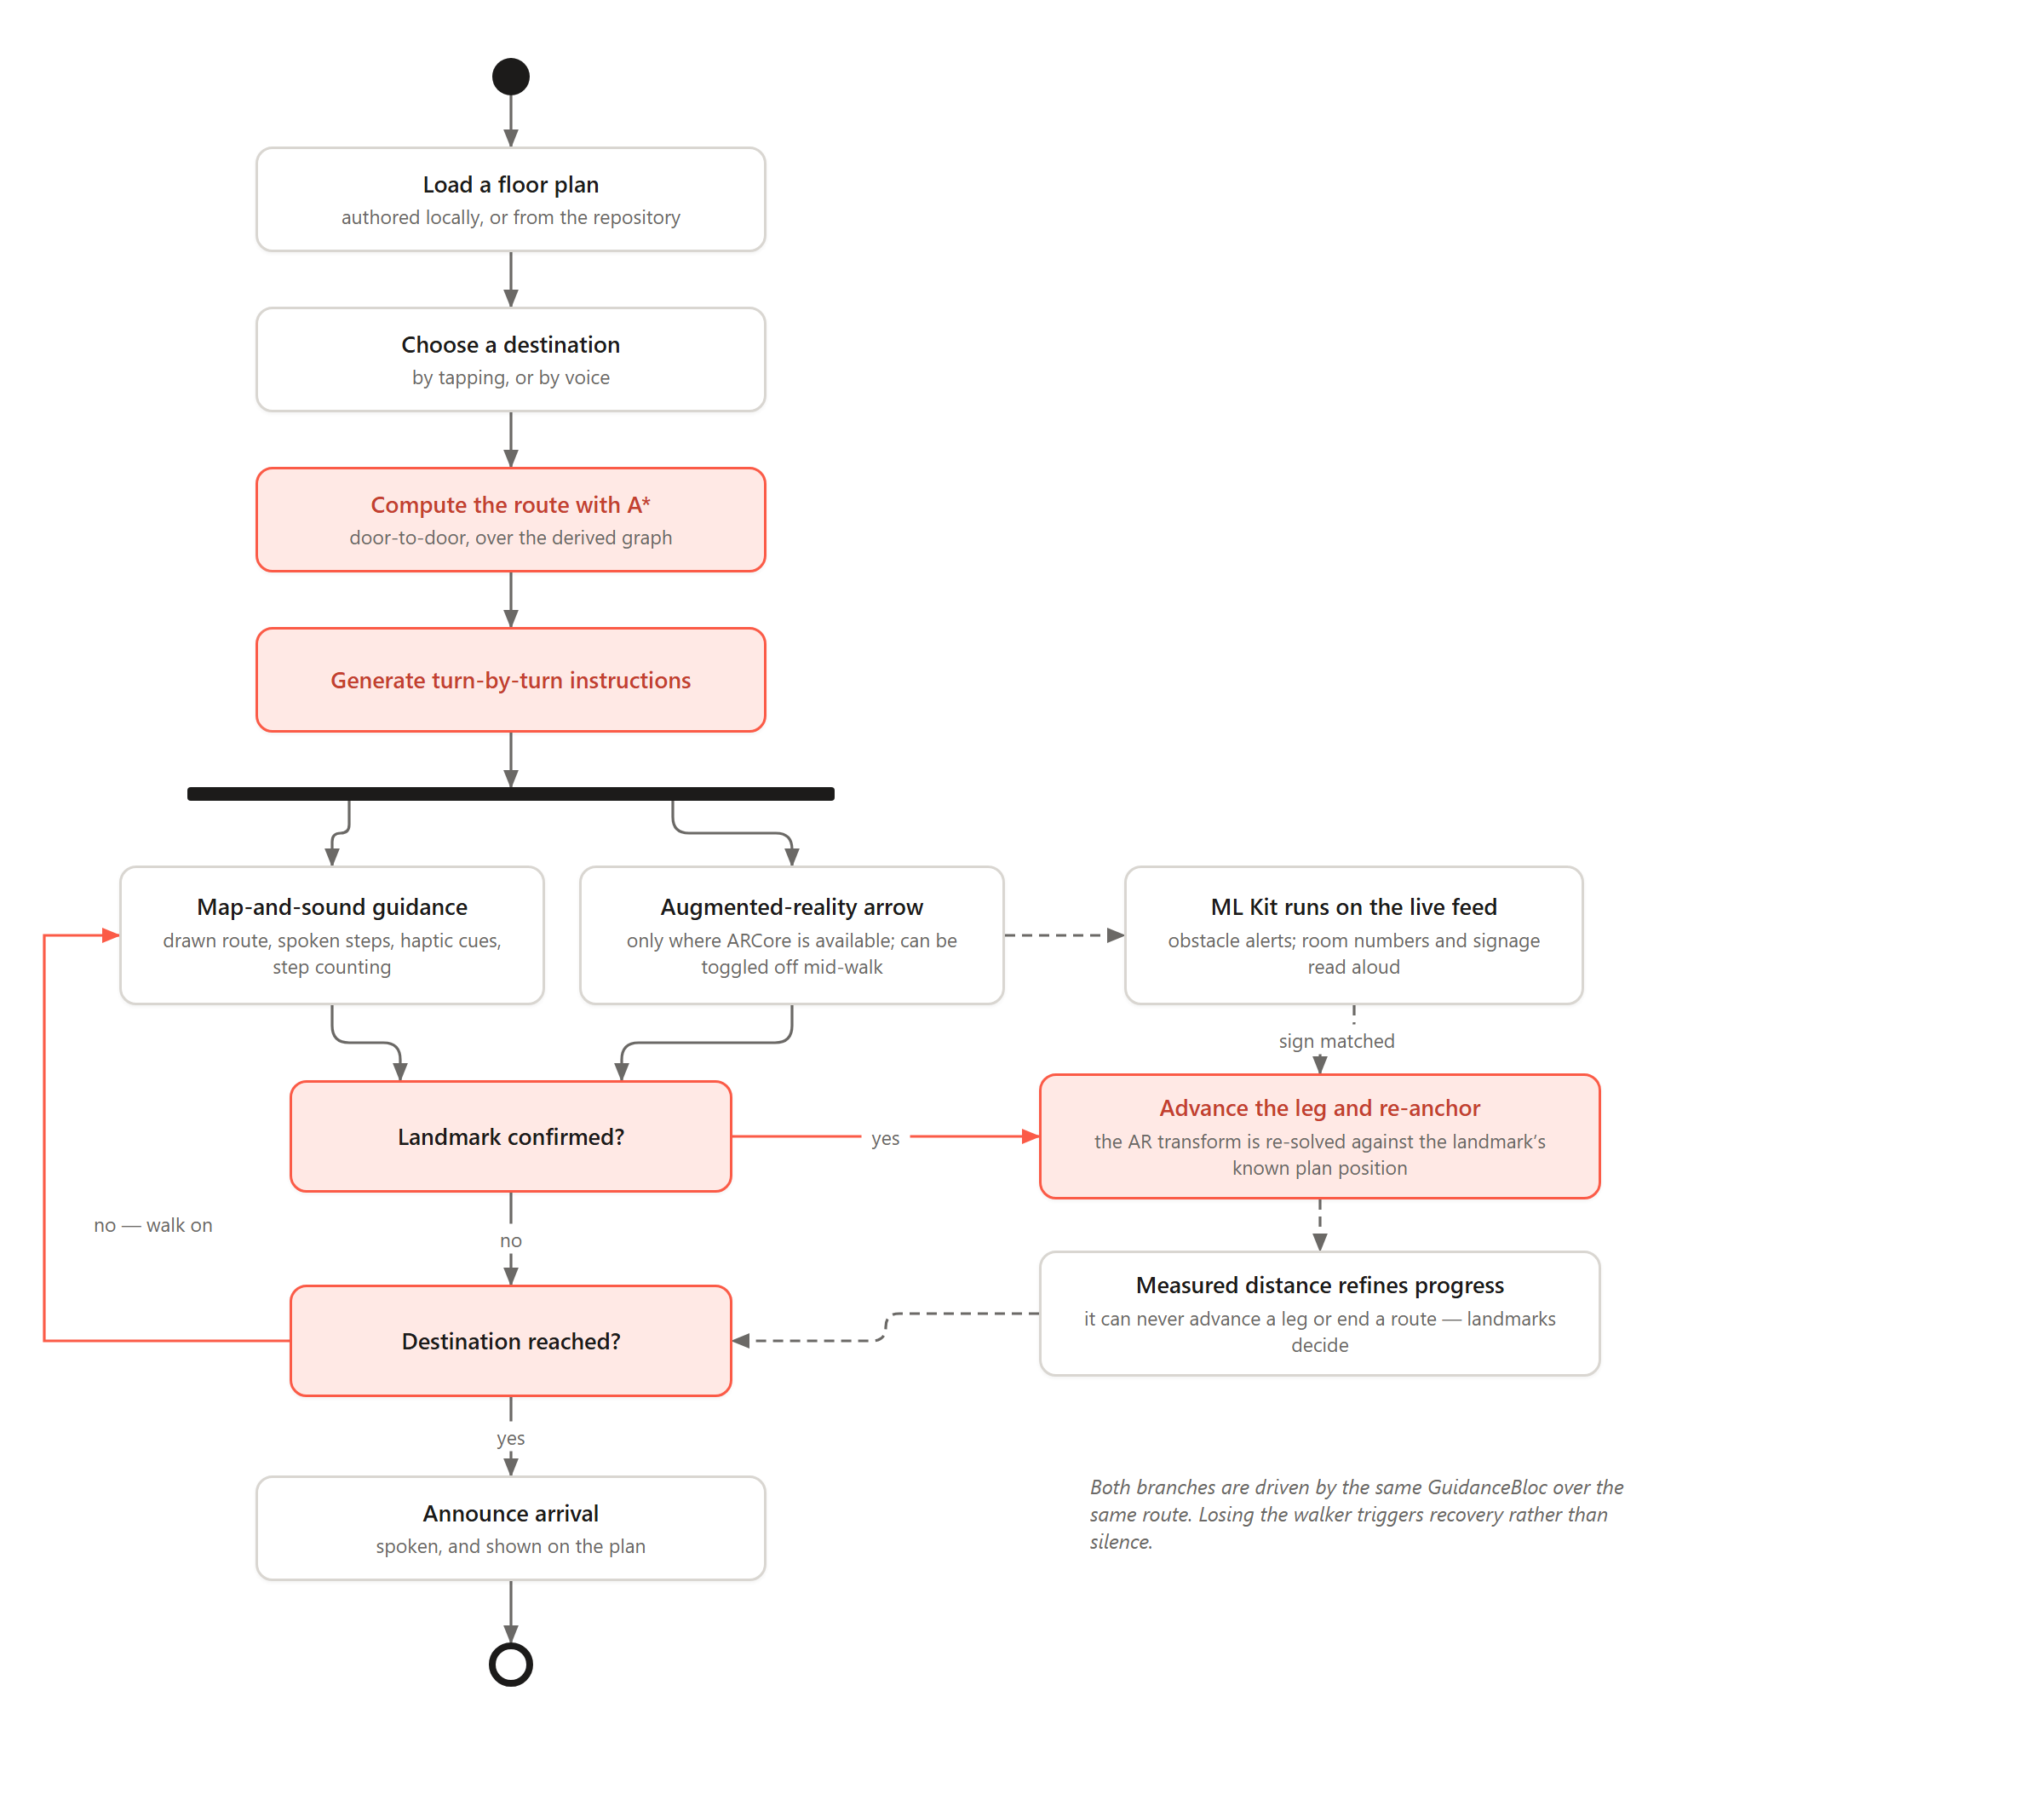 Load a floor plan
authored locally, or from the repository
Choose a destination
by tapping, or by voice
Compute the route with A*
door-to-door, over the derived graph
Generate turn-by-turn instructions
Map-and-sound guidance
drawn route, spoken steps, haptic cues,
step counting
Augmented-reality arrow
only where ARCore is available; can be
toggled off mid-walk
ML Kit runs on the live feed
obstacle alerts; room numbers and signage
read aloud
sign matched
Landmark confirmed?
yes
Advance the leg and re-anchor
the AR transform is re-solved against the landmark’s
known plan position
no — walk on
no
Destination reached?
Measured distance refines progress
it can never advance a leg or end a route — landmarks
decide
yes
Announce arrival
spoken, and shown on the plan
Both branches are driven by the same GuidanceBloc over the
same route. Losing the walker triggers recovery rather than
silence.